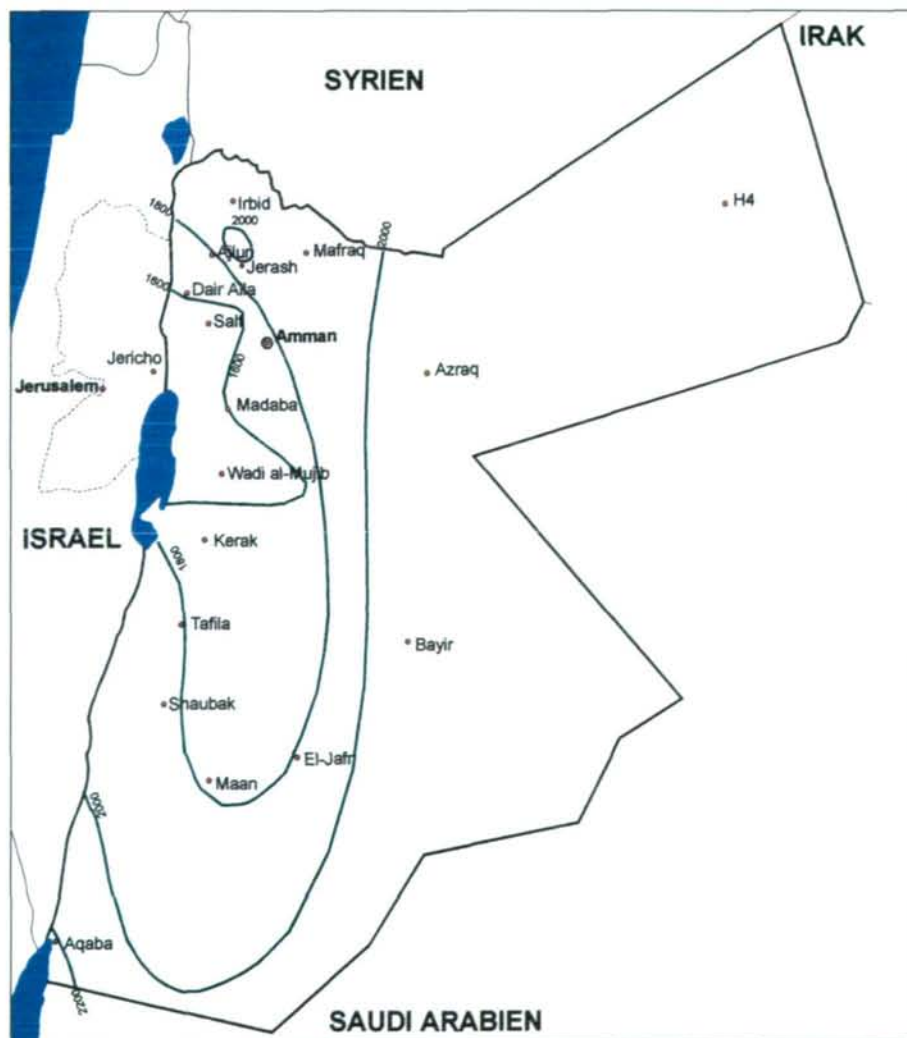 IRAK
SYRIEN
H4
1800
Irbid
2000
2000
Ajlun
Mafraq
Jerash
1600
Dair Alla
Salt
Amman
Jericho
1600
Azraq
Jerusalem
Madaba
Wadi al-Mujib
ISRAEL
Kerak
1800
Tafila
Bayir
Shaubak
El-Jafr
Maan
2000
Aqaba
2200
SAUDI ARABIEN